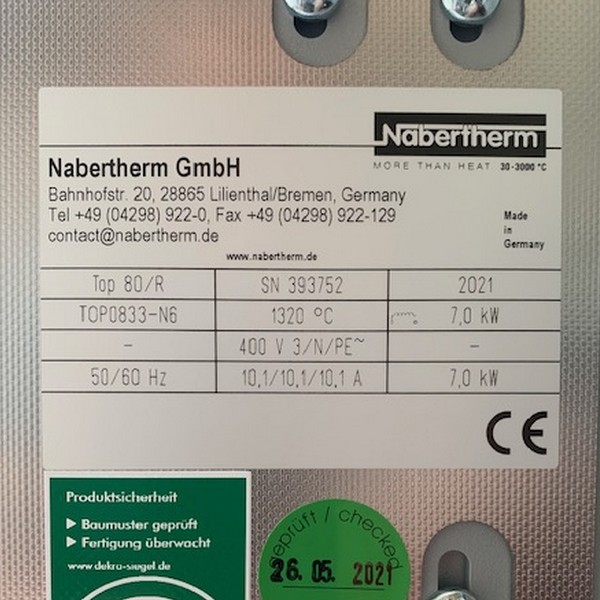 Nabertherm
MORE THAN HEAT 30-3000 °C
Nabertherm GmbH
Bahnhofstr. 20, 28865 Lilienthal/Bremen, Germany
Tel +49 (04298) 922-0, Fax +49 (04298) 922-129
contact@nabertherm.de
Made
in
Germany
www.nabertherm.de
Top 80/R SN 393752 2021
TOP0833-N6 1320 °C 7,0 kW
- 400 V 3/N/PE~ -
50/60 Hz 10,1/10,1/10,1 A 7,0 kW
CE
Produktsicherheit
Baumuster geprüft
Fertigung überwacht
www.dekra-siegel.de
geprüft / checked
26. 05. 2021